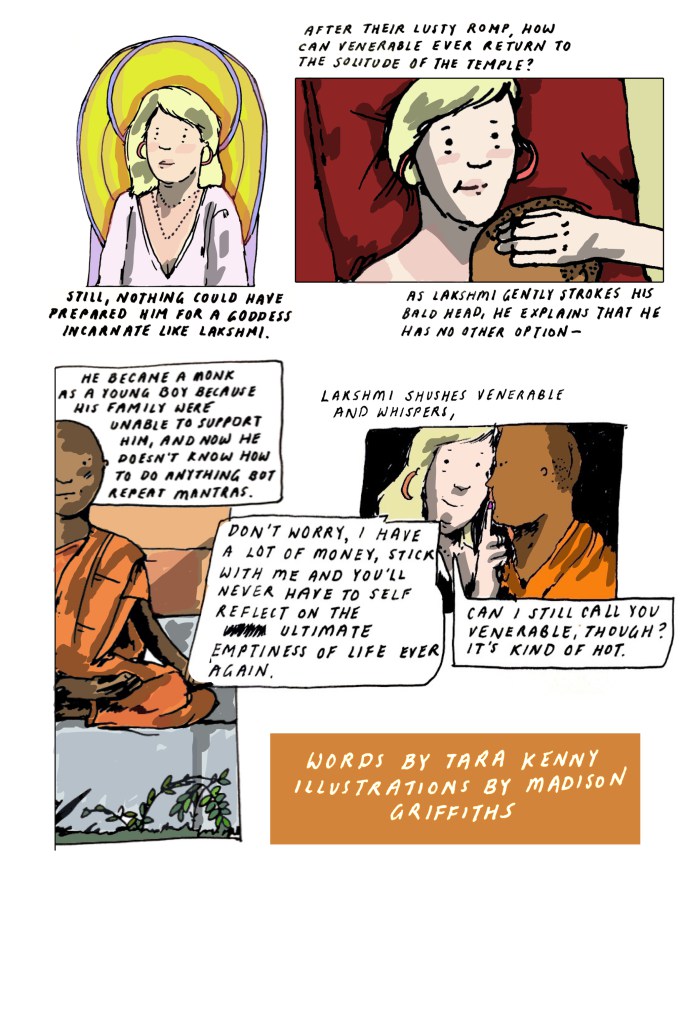 STILL, NOTHING COULD HAVE
PREPARED HIM FOR A GODDESS
INCARNATE LIKE LAKSHMI.
AFTER THEIR LUSTY ROMP, HOW
CAN VENERABLE EVER RETURN TO
THE SOLITUDE OF THE TEMPLE?
AS LAKSHMI GENTLY STROKES HIS
BALD HEAD, HE EXPLAINS THAT HE
HAS NO OTHER OPTION—
HE BECAME A MONK
AS A YOUNG BOY BECAUSE
HIS FAMILY WERE
UNABLE TO SUPPORT
HIM, AND NOW HE
DOESN'T KNOW HOW
TO DO ANYTHING BUT
REPEAT MANTRAS.
LAKSHMI SHUSHES VENERABLE
AND WHISPERS,
DON'T WORRY, I HAVE
A LOT OF MONEY, STICK
WITH ME AND YOU'LL
NEVER HAVE TO SELF
REFLECT ON THE
ULTIMATE
EMPTINESS OF LIFE EVER
AGAIN.
CAN I STILL CALL YOU
VENERABLE, THOUGH?
IT'S KIND OF HOT.
WORDS BY TARA KENNY
ILLUSTRATIONS BY MADISON
GRIFFITHS